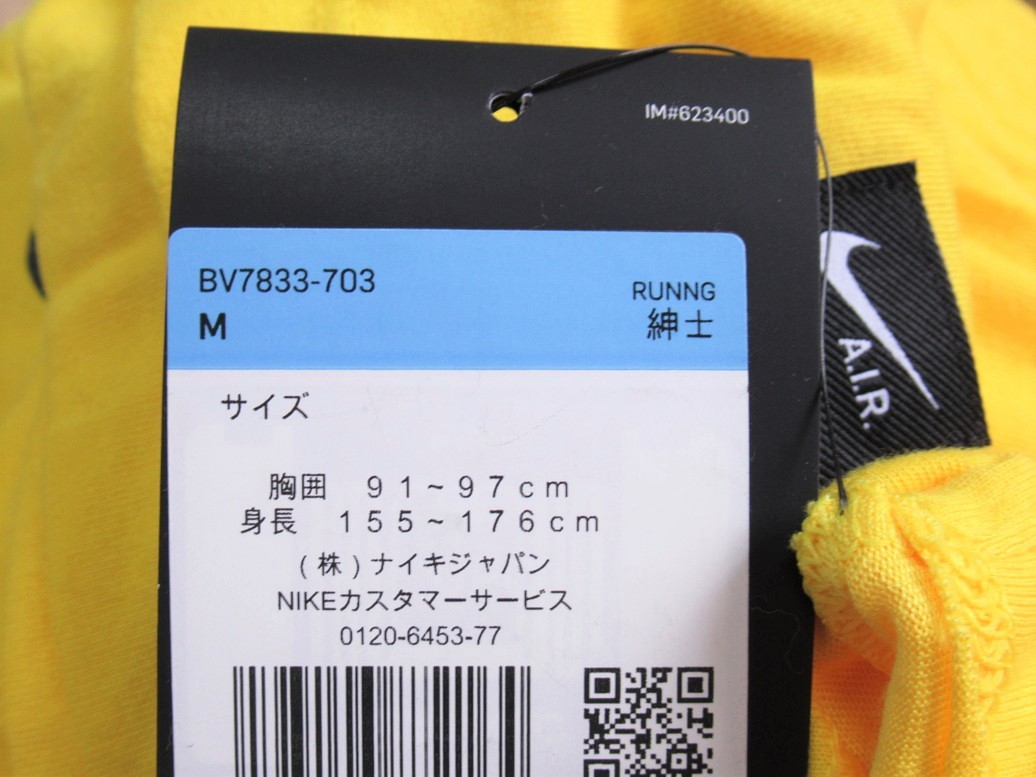 IM#623400
BV7833-703
RUNNG
M
紳士
サイズ
胸囲 91~97cm
身長 155~176cm
(株)ナイキジャパン
NIKEカスタマーサービス
0120-6453-77
A.I.R.